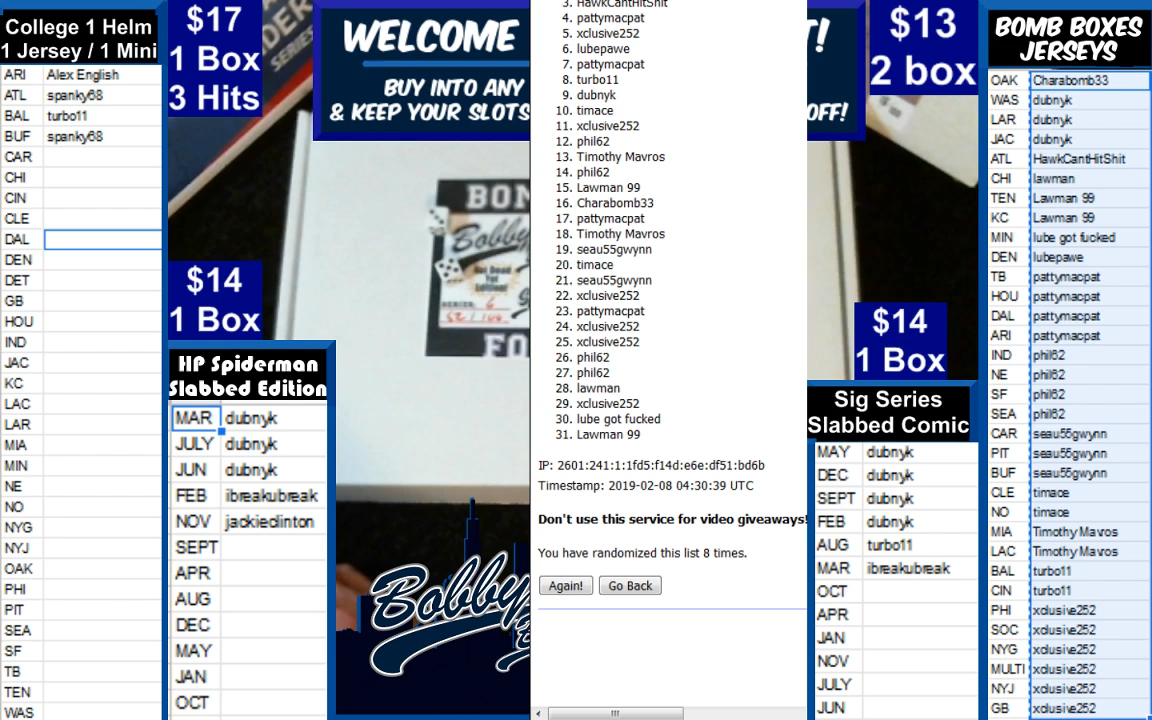 College 1 Helm
1 Jersey / 1 Mini
ARI Alex English
ATL spanky68
BAL turbo11
BUF spanky68
CAR
CHI
CIN
CLE
DAL
DEN
DET
GB
HOU
IND
JAC
KC
LAC
LAR
MIA
MIN
NE
NO
NYG
NYJ
OAK
PHI
PIT
SEA
SF
TB
TEN
WAS
$17
1 Box
3 Hits
$14
1 Box
HP Spiderman
Slabbed Edition
MAR dubnyk
JULY dubnyk
JUN dubnyk
FEB ibreakubreak
NOV jackieclinton
SEPT
APR
AUG
DEC
MAY
JAN
OCT
WELCOME
BUY INTO ANY
& KEEP YOUR SLOTS
T!
OFF!
BOM
Bobby
SERIES: 6
FO
Bobby
3. HawkCantHitShit
4. pattymacpat
5. xclusive252
6. lubepawe
7. pattymacpat
8. turbo11
9. dubnyk
10. timace
11. xclusive252
12. phil62
13. Timothy Mavros
14. phil62
15. Lawman 99
16. Charabomb33
17. pattymacpat
18. Timothy Mavros
19. seau55gwynn
20. timace
21. seau55gwynn
22. xclusive252
23. pattymacpat
24. xclusive252
25. xclusive252
26. phil62
27. phil62
28. lawman
29. xclusive252
30. lube got fucked
31. Lawman 99
IP: 2601:241:1:1fd5:f14d:e6e:df51:bd6b
Timestamp: 2019-02-08 04:30:39 UTC
Don't use this service for video giveaways!
You have randomized this list 8 times.
Again! Go Back
$13
2 box
$14
1 Box
Sig Series
Slabbed Comic
MAY dubnyk
DEC dubnyk
SEPT dubnyk
FEB dubnyk
AUG turbo11
MAR ibreakubreak
OCT
APR
JAN
NOV
JULY
JUN
BOMB BOXES
JERSEYS
OAK Charabomb33
WAS dubnyk
LAR dubnyk
JAC dubnyk
ATL HawkCantHitShit
CHI lawman
TEN Lawman 99
KC Lawman 99
MIN lube got fucked
DEN lubepawe
TB pattymacpat
HOU pattymacpat
DAL pattymacpat
ARI pattymacpat
IND phil62
NE phil62
SF phil62
SEA phil62
CAR seau55gwynn
PIT seau55gwynn
BUF seau55gwynn
CLE timace
NO timace
MIA Timothy Mavros
LAC Timothy Mavros
BAL turbo11
CIN turbo11
PHI xclusive252
SOC xclusive252
NYG xclusive252
MULTI xclusive252
NYJ xclusive252
GB xclusive252